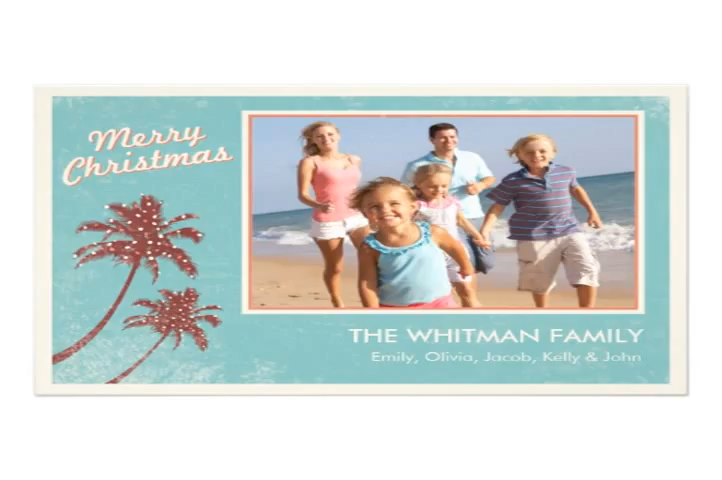 Merry
Christmas
THE WHITMAN FAMILY
Emily, Olivia, Jacob, Kelly & John